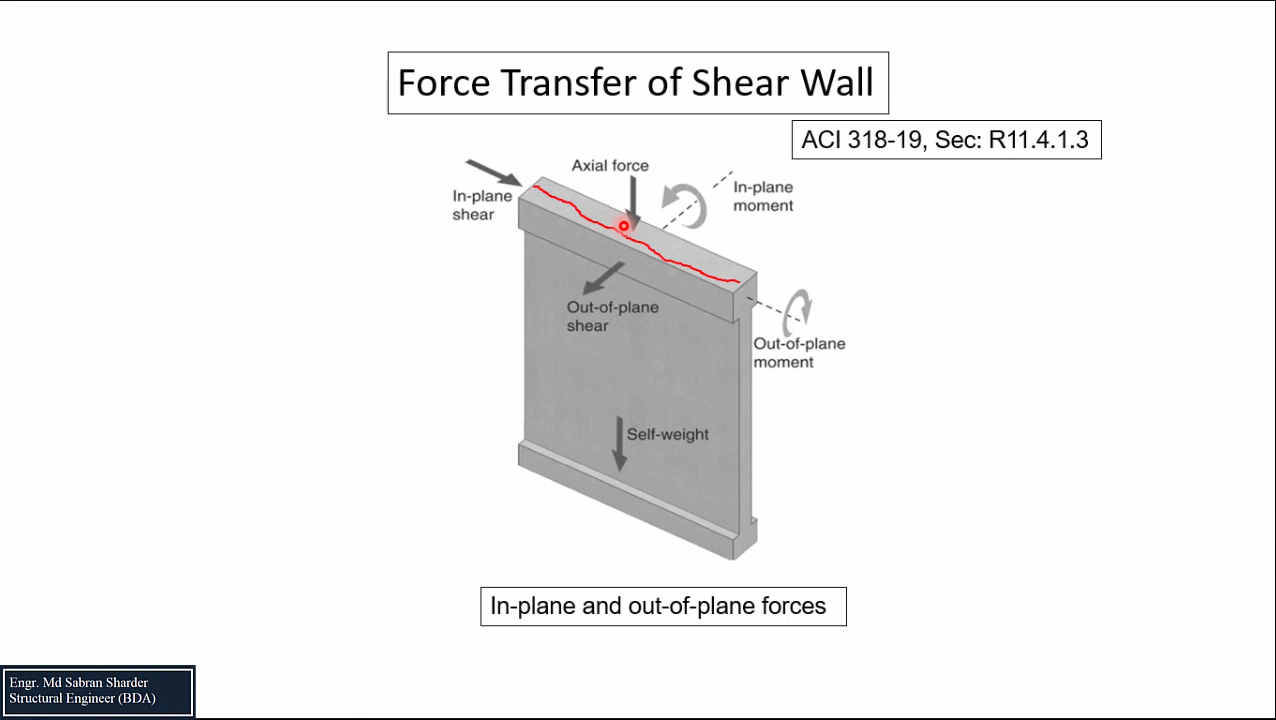 Force Transfer of Shear Wall
ACI 318-19, Sec: R11.4.1.3
Axial force
In-plane
shear
In-plane
moment
Out-of-plane
shear
Out-of-plane
moment
Self-weight
In-plane and out-of-plane forces
Engr. Md Sabran Sharder
Structural Engineer (BDA)